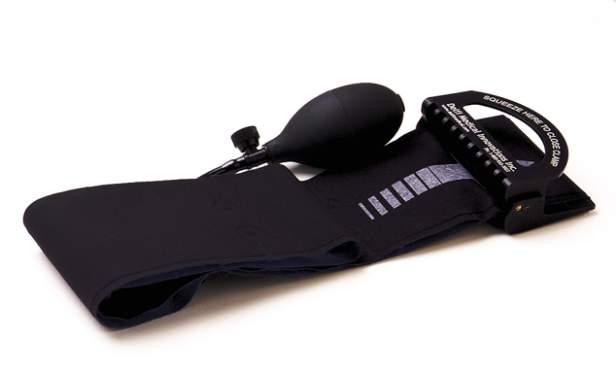 SQUEEZE HERE TO CLOSE CLAMP
Delfi Medical Innovations Inc.